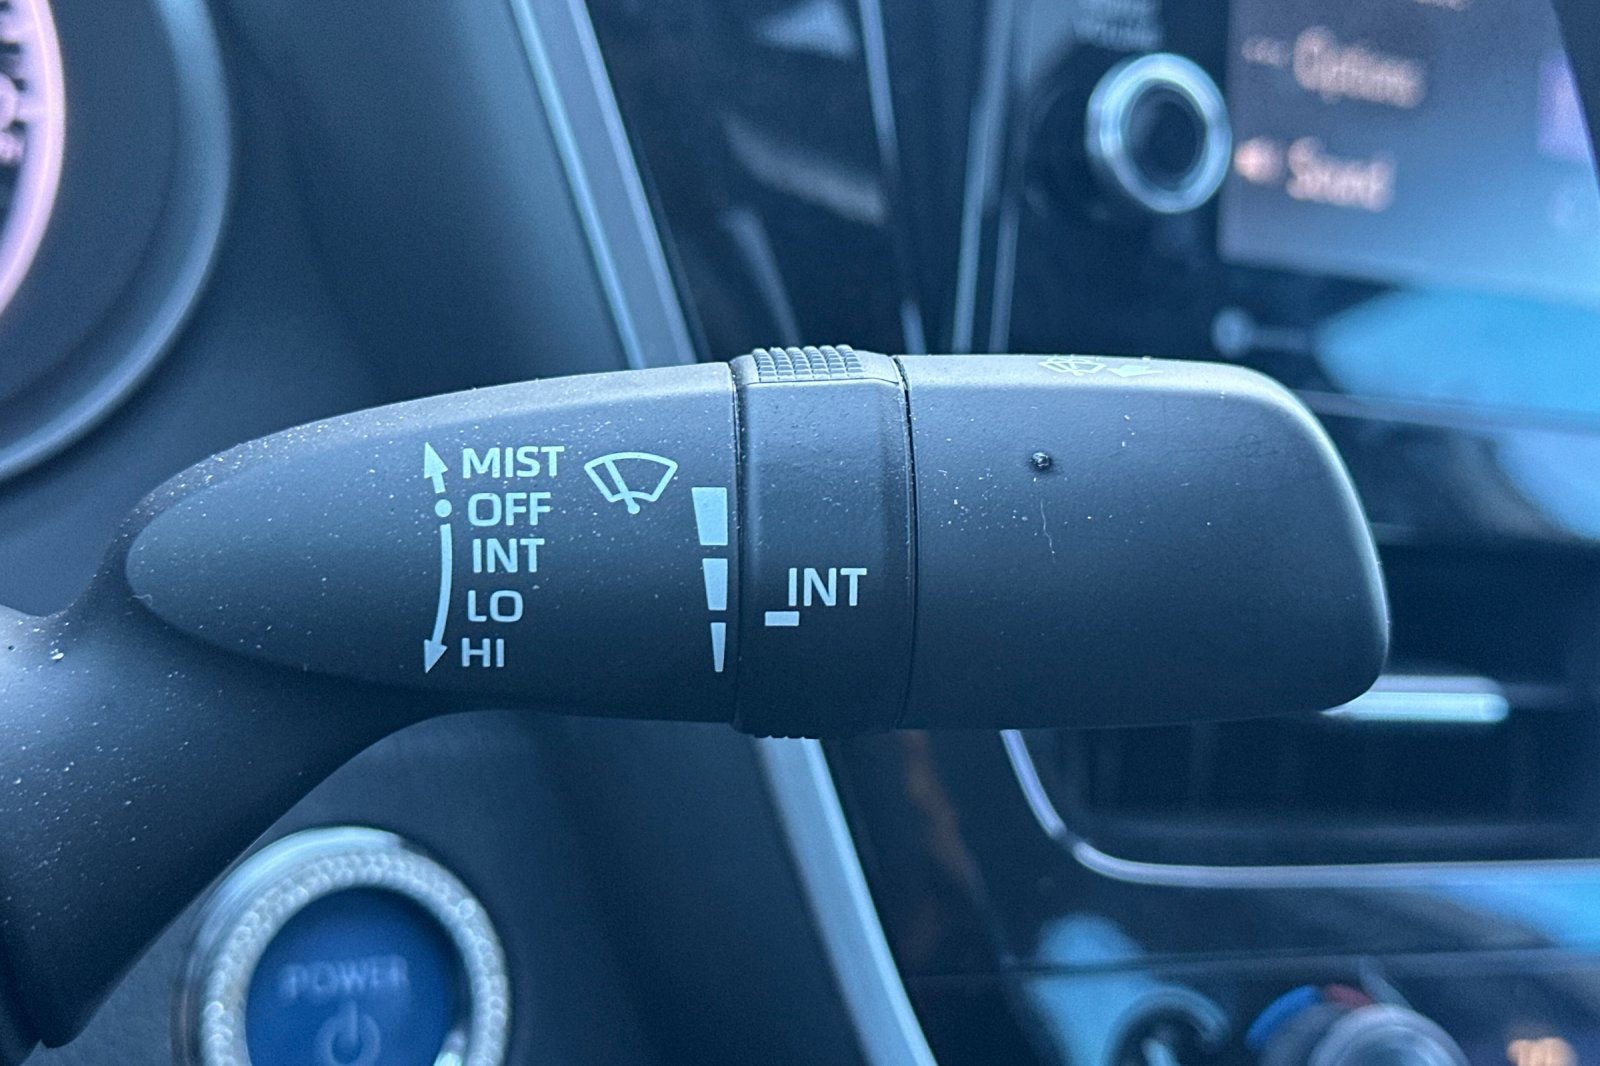 Options
Sound
MIST
OFF
INT
LO
HI
INT
POWER